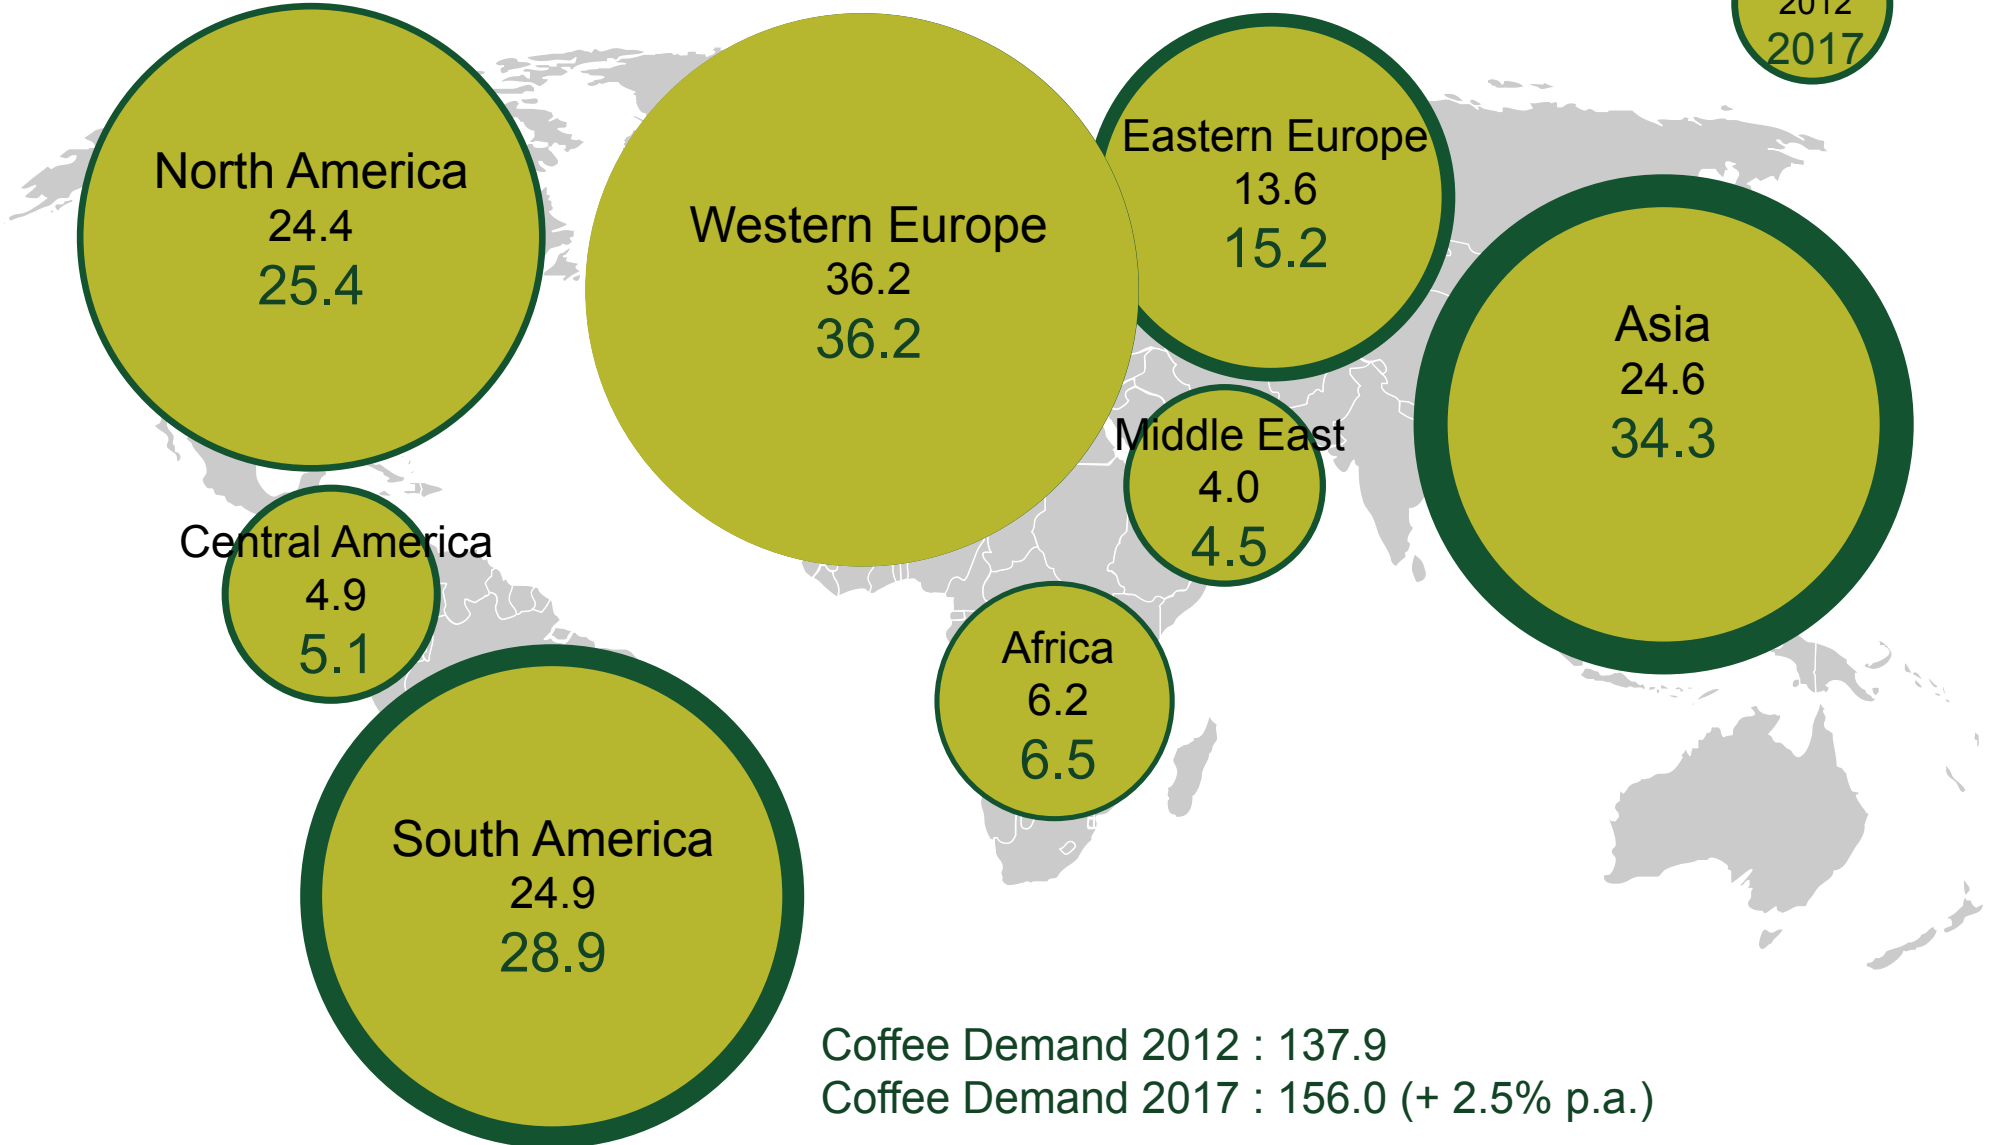 2012
2017
North America
24.4
25.4
Western Europe
36.2
36.2
Eastern Europe
13.6
15.2
Asia
24.6
34.3
Middle East
4.0
4.5
Central America
4.9
5.1
Africa
6.2
6.5
South America
24.9
28.9
Coffee Demand 2012 : 137.9
Coffee Demand 2017 : 156.0 (+ 2.5% p.a.)